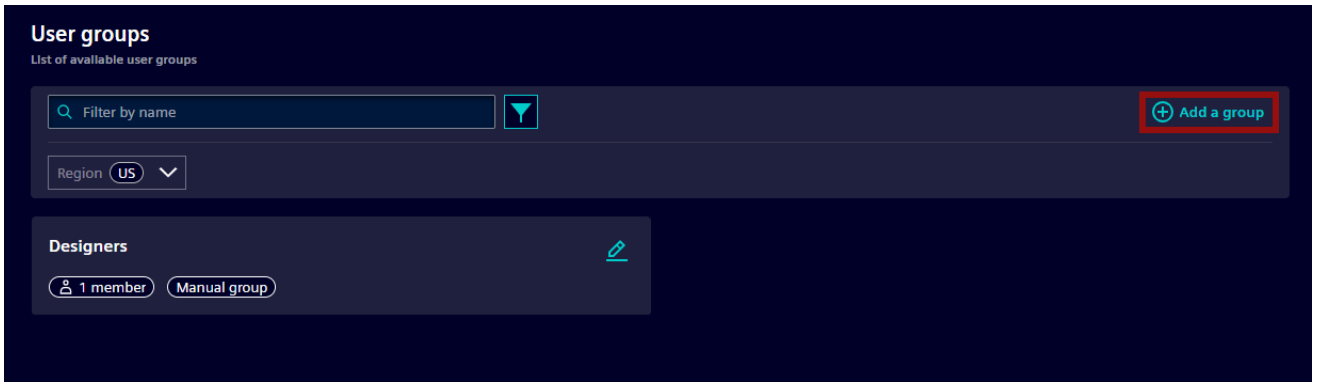 User groups
List of available user groups
Filter by name
Add a group
Region US
Designers
1 member Manual group